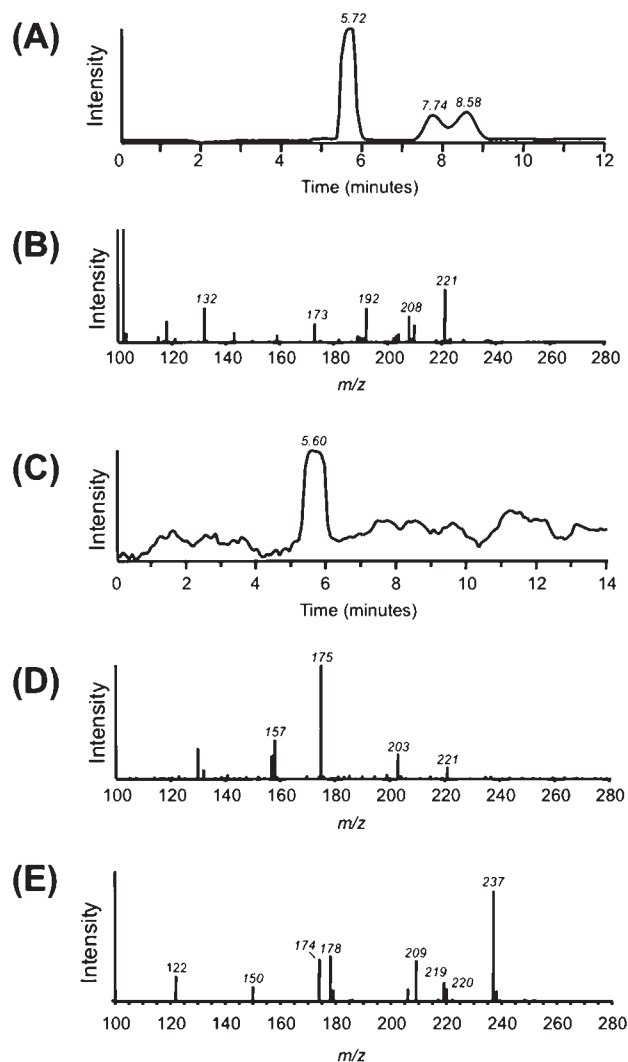 (A)
Intensity
5.72
7.74
8.58
0 2 4 6 8 10 12
Time (minutes)
(B)
Intensity
132
173
192
208
221
100 120 140 160 180 200 220 240 260 280
m/z
(C)
Intensity
5.60
0 2 4 6 8 10 12 14
Time (minutes)
(D)
Intensity
157
175
203
221
100 120 140 160 180 200 220 240 260 280
m/z
(E)
Intensity
122
150
174
178
209
219
220
237
100 120 140 160 180 200 220 240 260 280
m/z